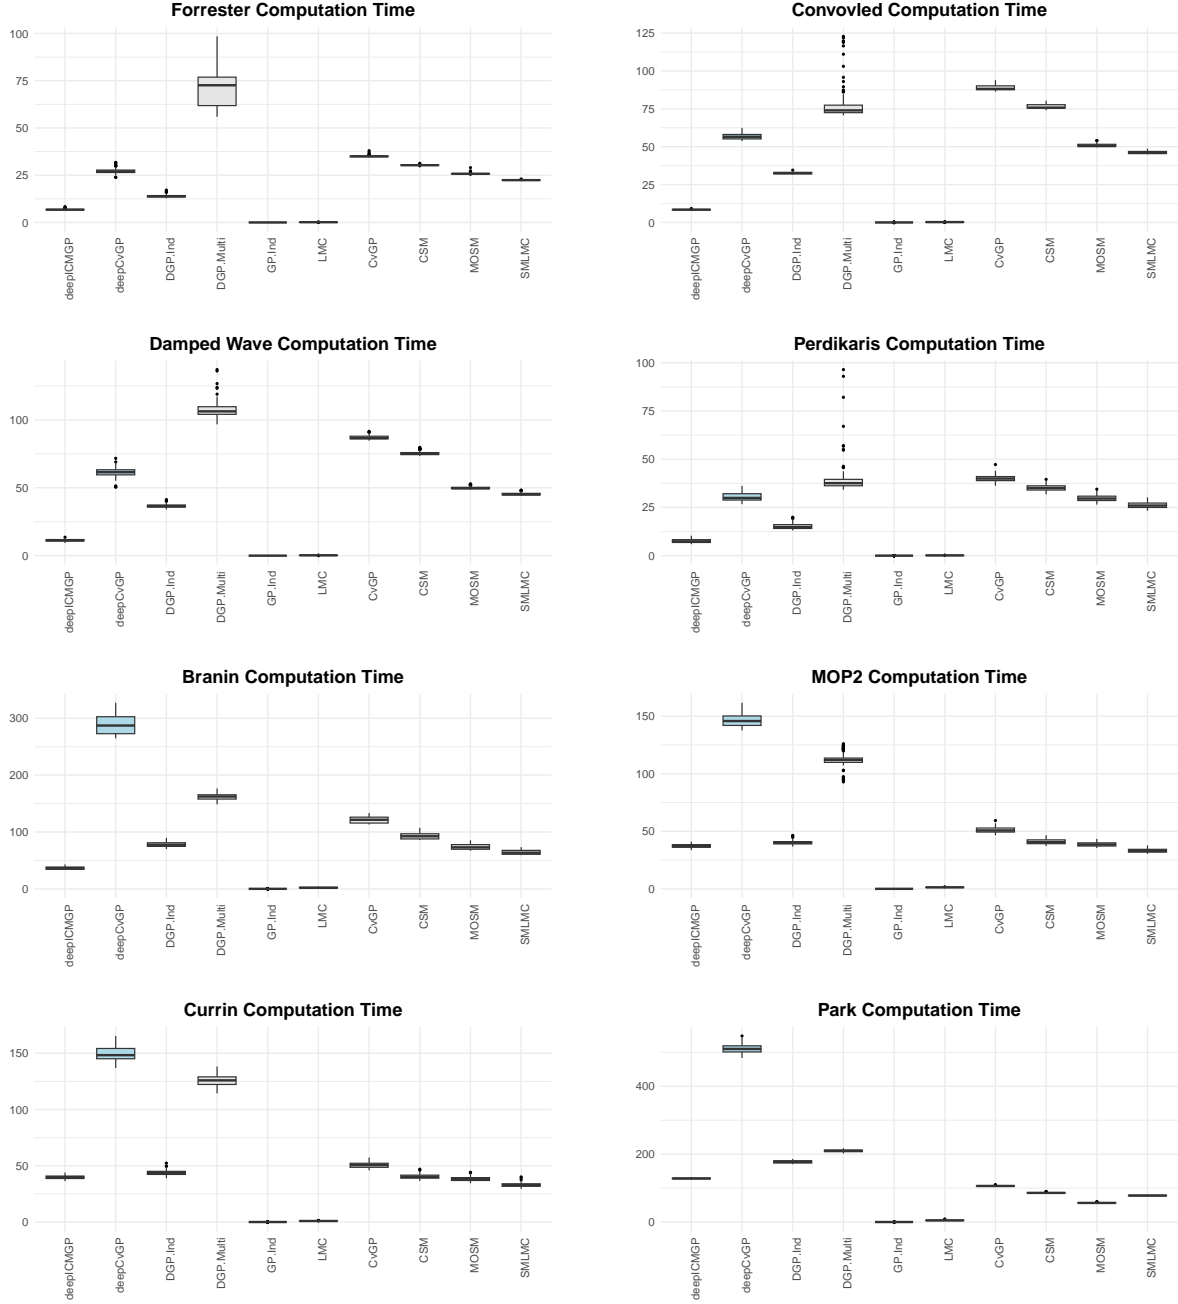 Forrester Computation Time
100
75
50
25
0
deepICMGP
deepCvGP
DGP.Ind
DGP.Multi
GP.Ind
LMC
CvGP
CSM
MOSM
SMLMC
Convovled Computation Time
125
100
75
50
25
0
deepICMGP
deepCvGP
DGP.Ind
DGP.Multi
GP.Ind
LMC
CvGP
CSM
MOSM
SMLMC
Damped Wave Computation Time
100
50
0
deepICMGP
deepCvGP
DGP.Ind
DGP.Multi
GP.Ind
LMC
CvGP
CSM
MOSM
SMLMC
Perdikaris Computation Time
100
75
50
25
0
deepICMGP
deepCvGP
DGP.Ind
DGP.Multi
GP.Ind
LMC
CvGP
CSM
MOSM
SMLMC
Branin Computation Time
300
200
100
0
deepICMGP
deepCvGP
DGP.Ind
DGP.Multi
GP.Ind
LMC
CvGP
CSM
MOSM
SMLMC
MOP2 Computation Time
150
100
50
0
deepICMGP
deepCvGP
DGP.Ind
DGP.Multi
GP.Ind
LMC
CvGP
CSM
MOSM
SMLMC
Currin Computation Time
150
100
50
0
deepICMGP
deepCvGP
DGP.Ind
DGP.Multi
GP.Ind
LMC
CvGP
CSM
MOSM
SMLMC
Park Computation Time
400
200
0
deepICMGP
deepCvGP
DGP.Ind
DGP.Multi
GP.Ind
LMC
CvGP
CSM
MOSM
SMLMC